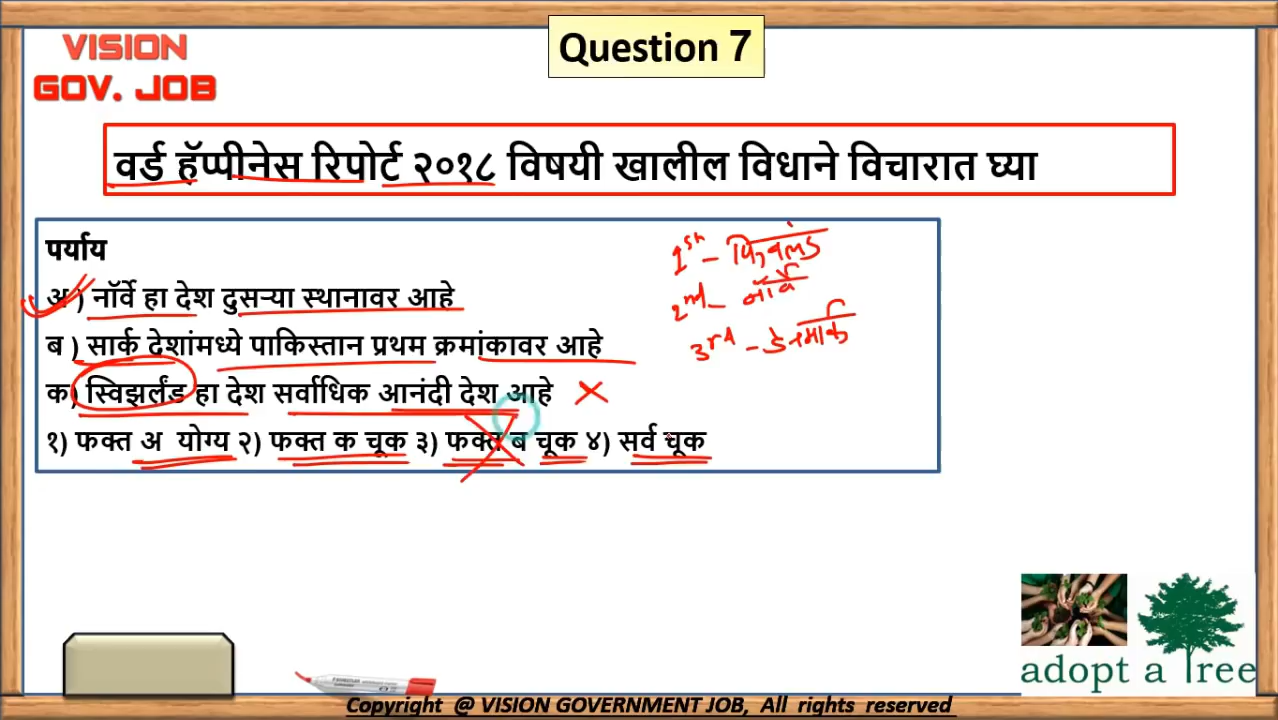 Question 7
VISION
GOV. JOB
वर्ड हॅप्पीनेस रिपोर्ट २०१८ विषयी खालील विधाने विचारात घ्या
पर्याय
अ ) नॉर्वे हा देश दुसऱ्या स्थानावर आहे
ब ) सार्क देशांमध्ये पाकिस्तान प्रथम क्रमांकावर आहे
क) स्विझर्लंड हा देश सर्वाधिक आनंदी देश आहे
१) फक्त अ योग्य २) फक्त क चूक ३) फक्त ब चूक ४) सर्व चूक
1st -
2nd - नॉर्वे
3rd - डेन्मार्क
adopt a Tree
Copyright @ VISION GOVERNMENT JOB, All rights reserved